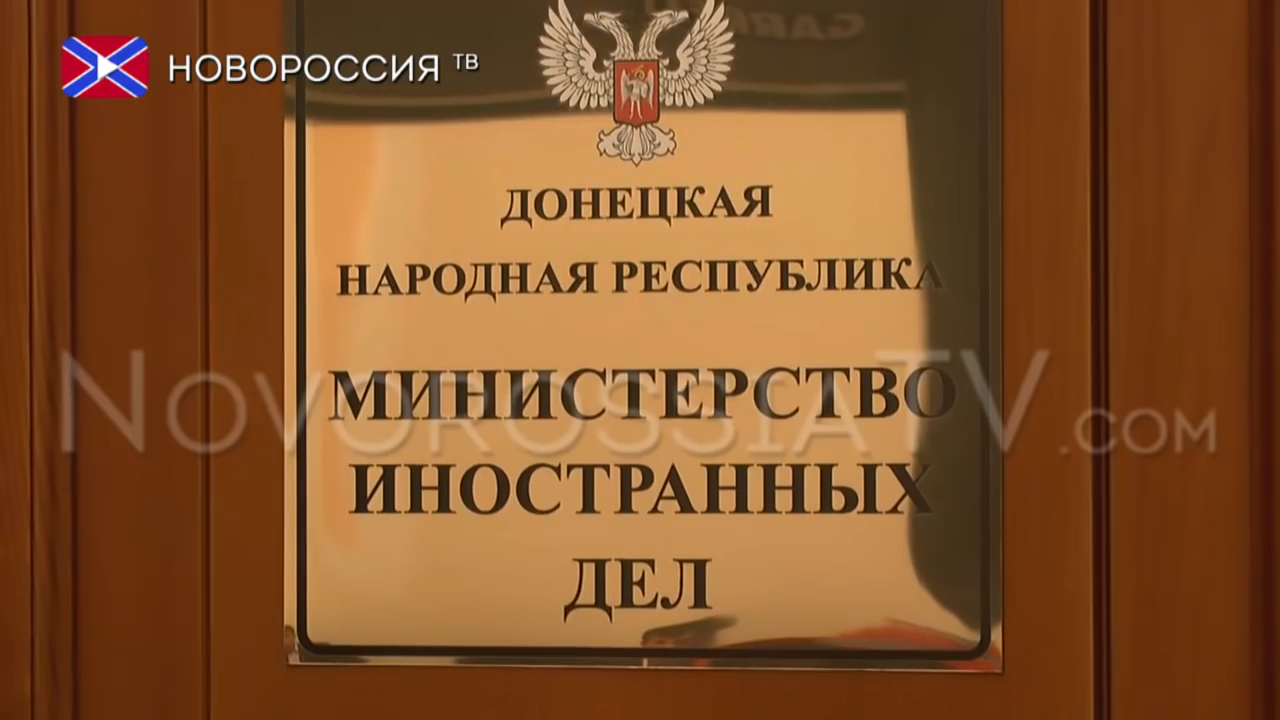 НОВОРОССИЯ ТВ
ДОНЕЦКАЯ
НАРОДНАЯ РЕСПУБЛИКА
МИНИСТЕРСТВО
NOVOROSSIATV.COM
ИНОСТРАННЫХ
ДЕЛ